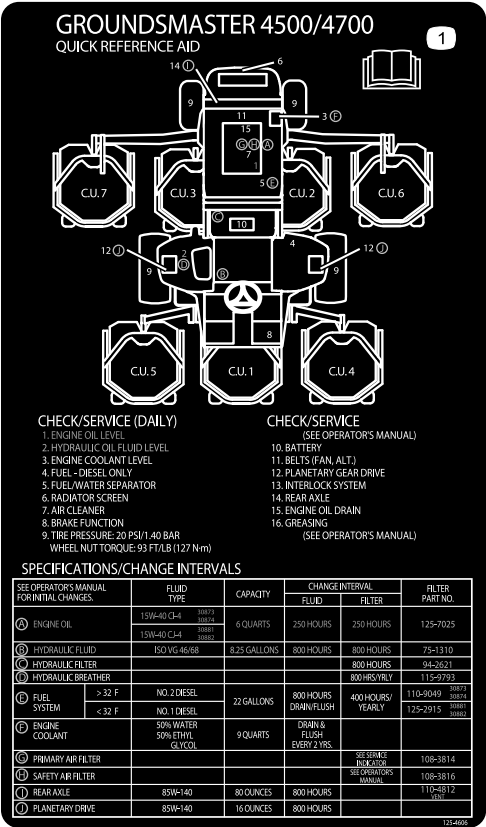 GROUNDSMASTER 4500/4700
QUICK REFERENCE AID
1
14 I
6
9
9
11
15
3 F
G H A
7
1
5 E
C.U. 7
C.U. 3
C.U. 2
C.U. 6
C
10
12 J
2
D
9
B
4
12 J
9
8
C.U. 5
C.U. 1
C.U. 4
CHECK/SERVICE (DAILY)
1. ENGINE OIL LEVEL
2. HYDRAULIC OIL FLUID LEVEL
3. ENGINE COOLANT LEVEL
4. FUEL - DIESEL ONLY
5. FUEL/WATER SEPARATOR
6. RADIATOR SCREEN
7. AIR CLEANER
8. BRAKE FUNCTION
9. TIRE PRESSURE: 20 PSI/1.40 BAR
WHEEL NUT TORQUE: 93 FT/LB (127 N·m)
CHECK/SERVICE
(SEE OPERATOR'S MANUAL)
10. BATTERY
11. BELTS (FAN, ALT.)
12. PLANETARY GEAR DRIVE
13. INTERLOCK SYSTEM
14. REAR AXLE
15. ENGINE OIL DRAIN
16. GREASING
(SEE OPERATOR'S MANUAL)
SPECIFICATIONS/CHANGE INTERVALS
SEE OPERATOR'S MANUAL FOR INITIAL CHANGES. FLUID TYPE CAPACITY CHANGE INTERVAL FLUID FILTER FILTER PART NO.
A ENGINE OIL 15W-40 CI-4 30873 30874 15W-40 CJ-4 30881 30882 6 QUARTS 250 HOURS 250 HOURS 125-7025
B HYDRAULIC FLUID ISO VG 46/68 8.25 GALLONS 800 HOURS 800 HOURS 75-1310
C HYDRAULIC FILTER 800 HOURS 94-2621
D HYDRAULIC BREATHER 800 HRS/YRLY 115-9793
E FUEL SYSTEM > 32 F NO. 2 DIESEL < 32 F NO. 1 DIESEL 22 GALLONS 800 HOURS DRAIN/FLUSH 400 HOURS/ YEARLY 110-9049 30873 30874 125-2915 30881 30882
F ENGINE COOLANT 50% WATER 50% ETHYL GLYCOL 9 QUARTS DRAIN & FLUSH EVERY 2 YRS.
G PRIMARY AIR FILTER SEE SERVICE INDICATOR 108-3814
H SAFETY AIR FILTER SEE OPERATOR'S MANUAL 108-3816
I REAR AXLE 85W-140 80 OUNCES 800 HOURS 110-4812 VENT
J PLANETARY DRIVE 85W-140 16 OUNCES 800 HOURS
125-4606